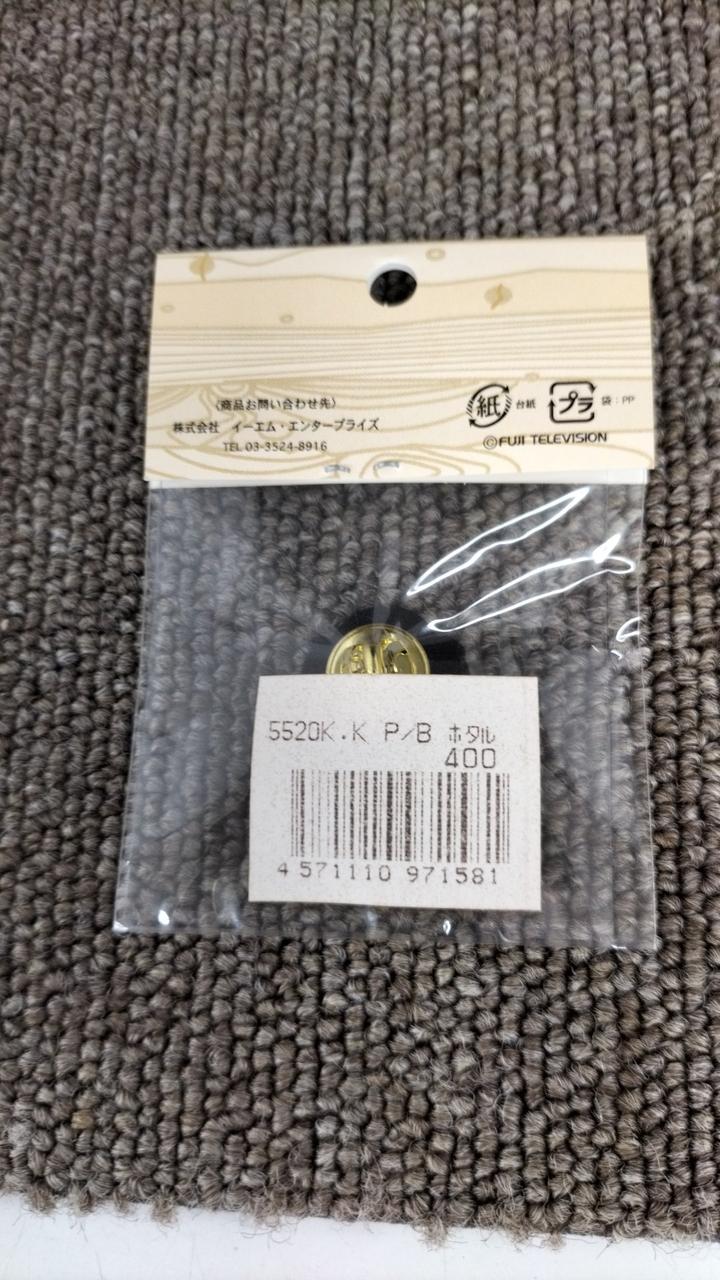 〈商品お問い合わせ先〉
株式会社 イーエム・エンタープライズ
TEL 03-3524-8916
紙 台紙 プラ 袋：PP
©FUJI TELEVISION
5520K.K P/B ホタル
400
4 571110 971581